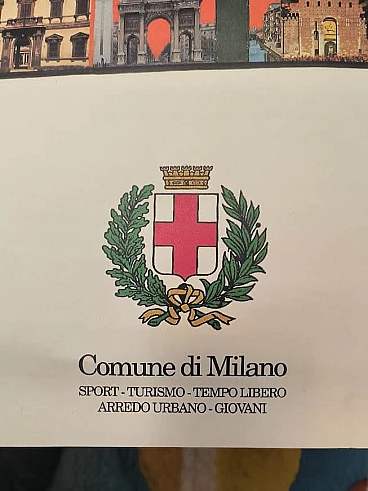 Comune di Milano
SPORT - TURISMO - TEMPO LIBERO
ARREDO URBANO - GIOVANI